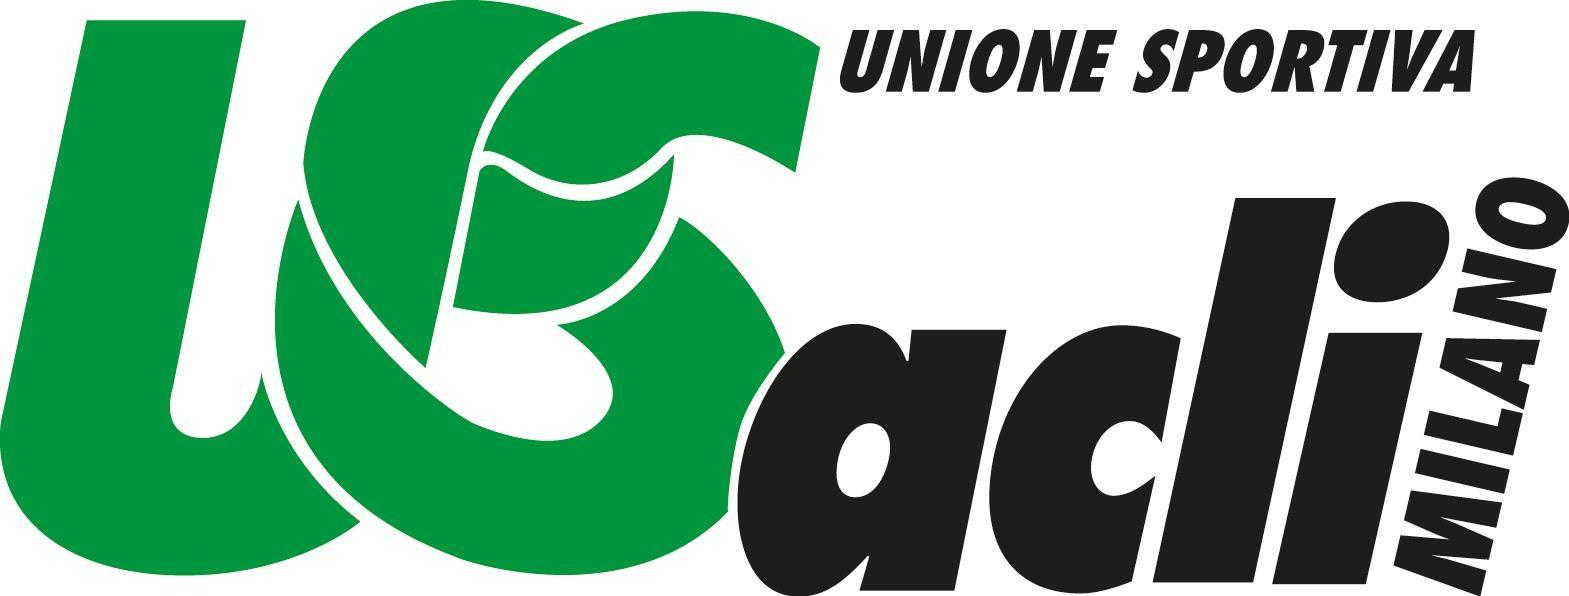 US
UNIONE SPORTIVA
acli
MILANO